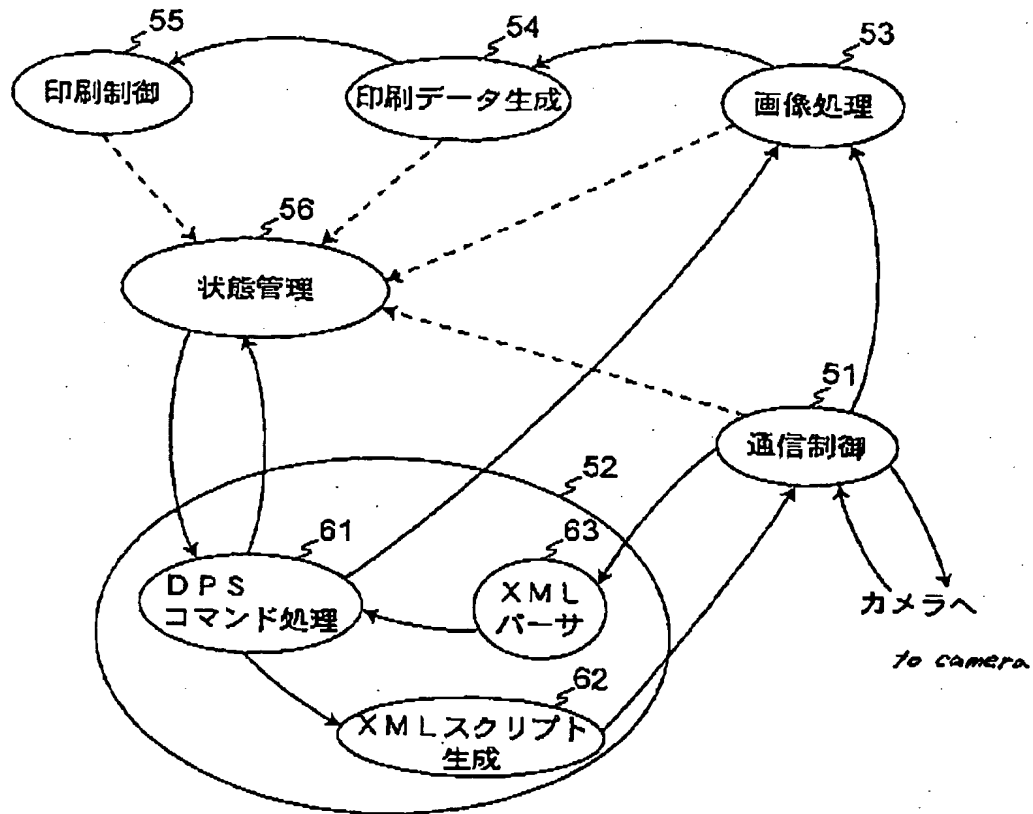 55
54
53
印刷制御
印刷データ生成
画像処理
56
状態管理
51
通信制御
52
61
63
DPS
コマンド処理
XML
パーサ
カメラへ
to camera
62
XMLスクリプト
生成